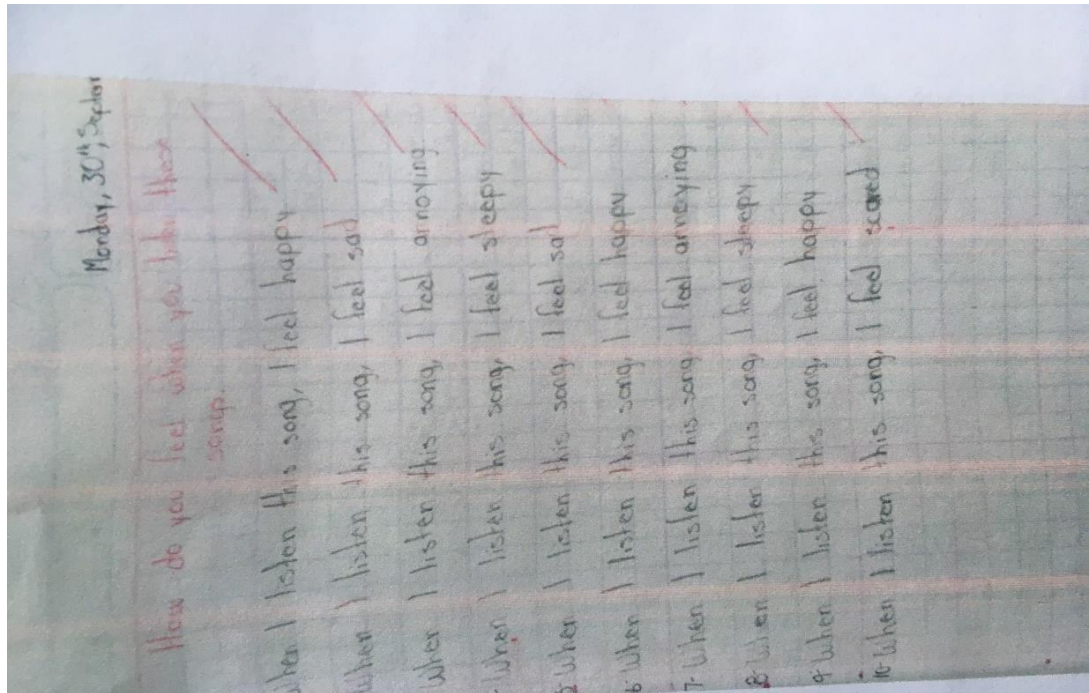 Monday, 30th, Septem
How do you feel when you listen these
songs.
When I listen this song, I feel happy
When I listen this song, I feel sad
When I listen this song, I feel annoying
When I listen this song, I feel sleepy
5 When I listen this song, I feel sad
6- When I listen this song, I feel happy
7- When I listen this song, I feel annoying
8- When I listen this song, I feel sleepy
9- When I listen this song, I feel happy
10- When I listen this song, I feel scared